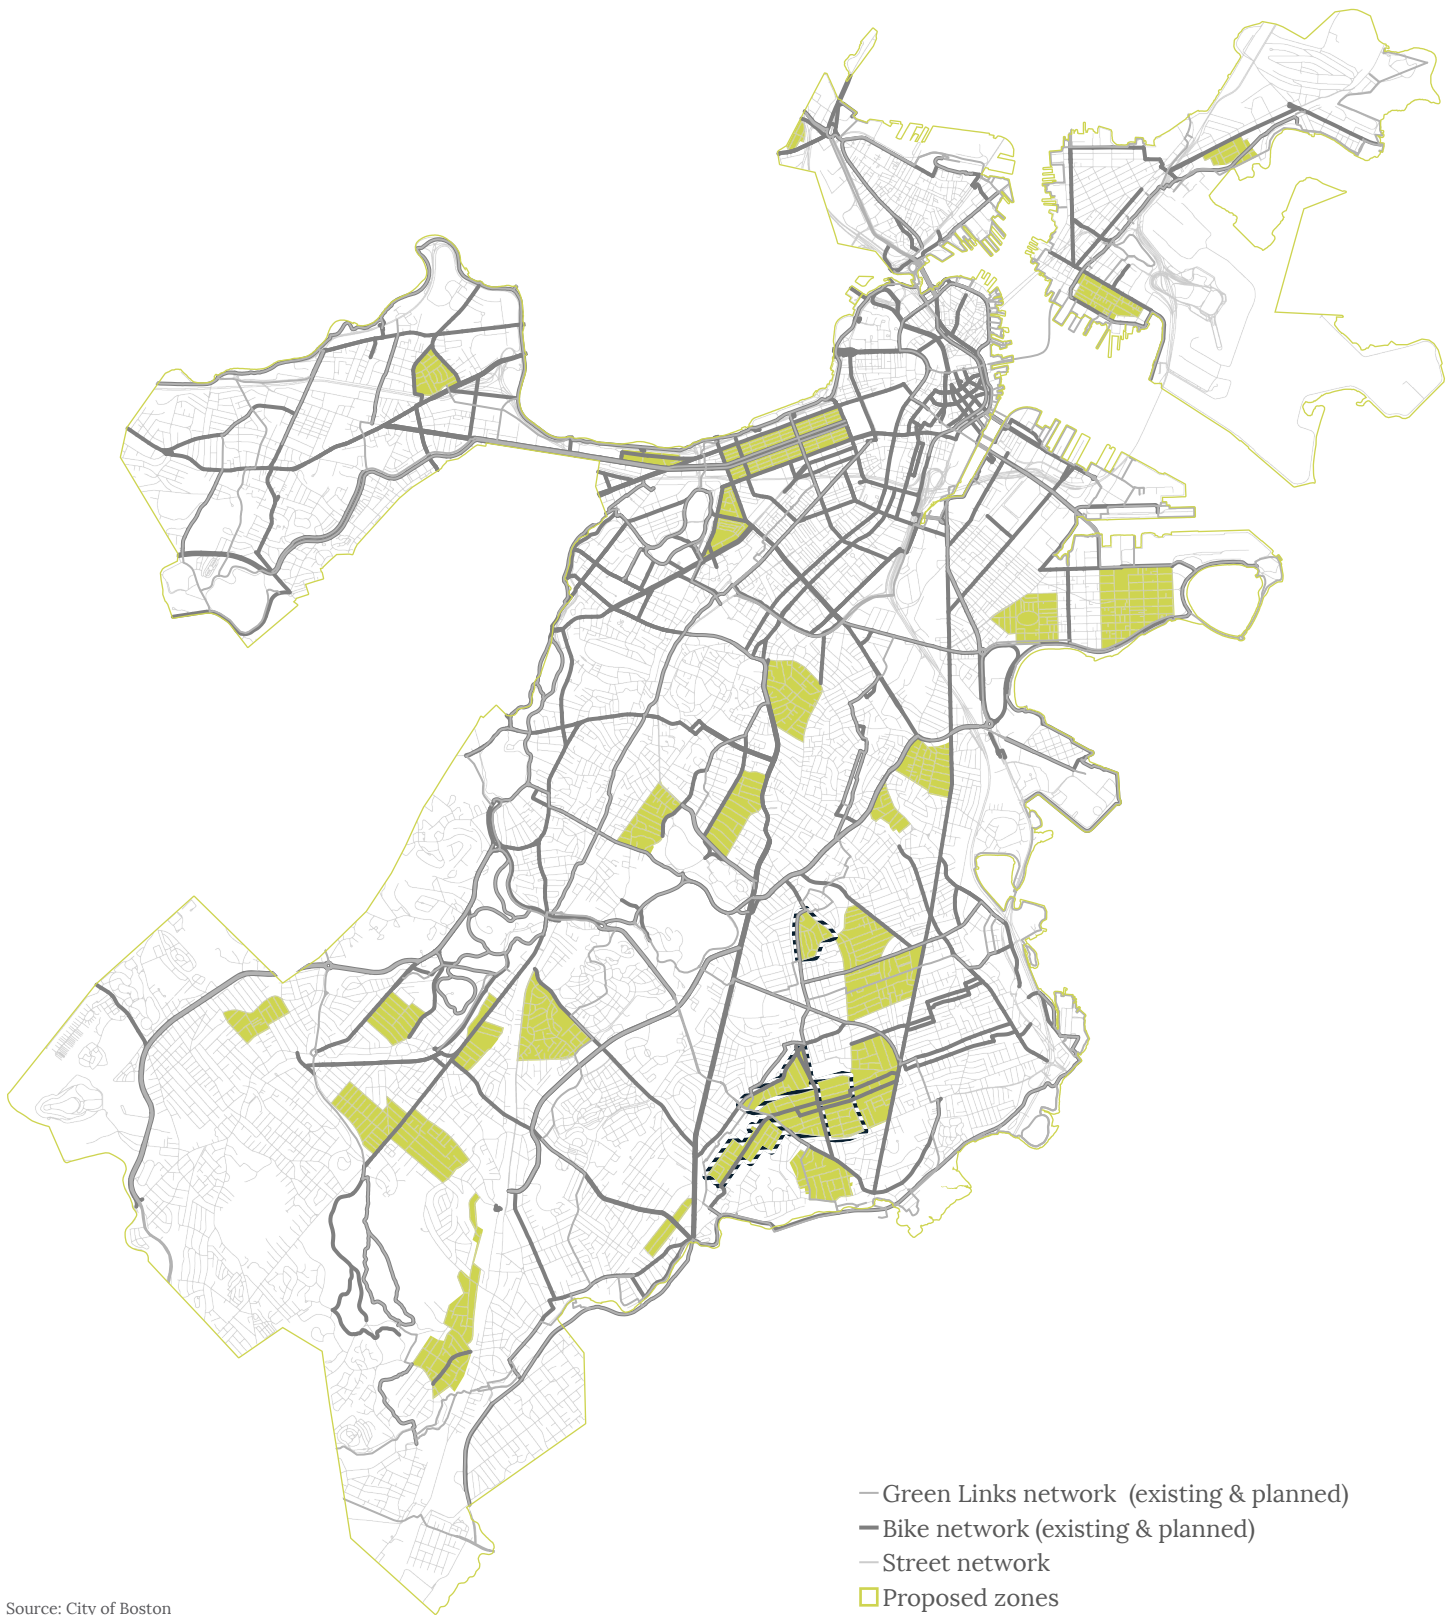 Green Links network (existing & planned)
Bike network (existing & planned)
Street network
Proposed zones
Source: City of Boston